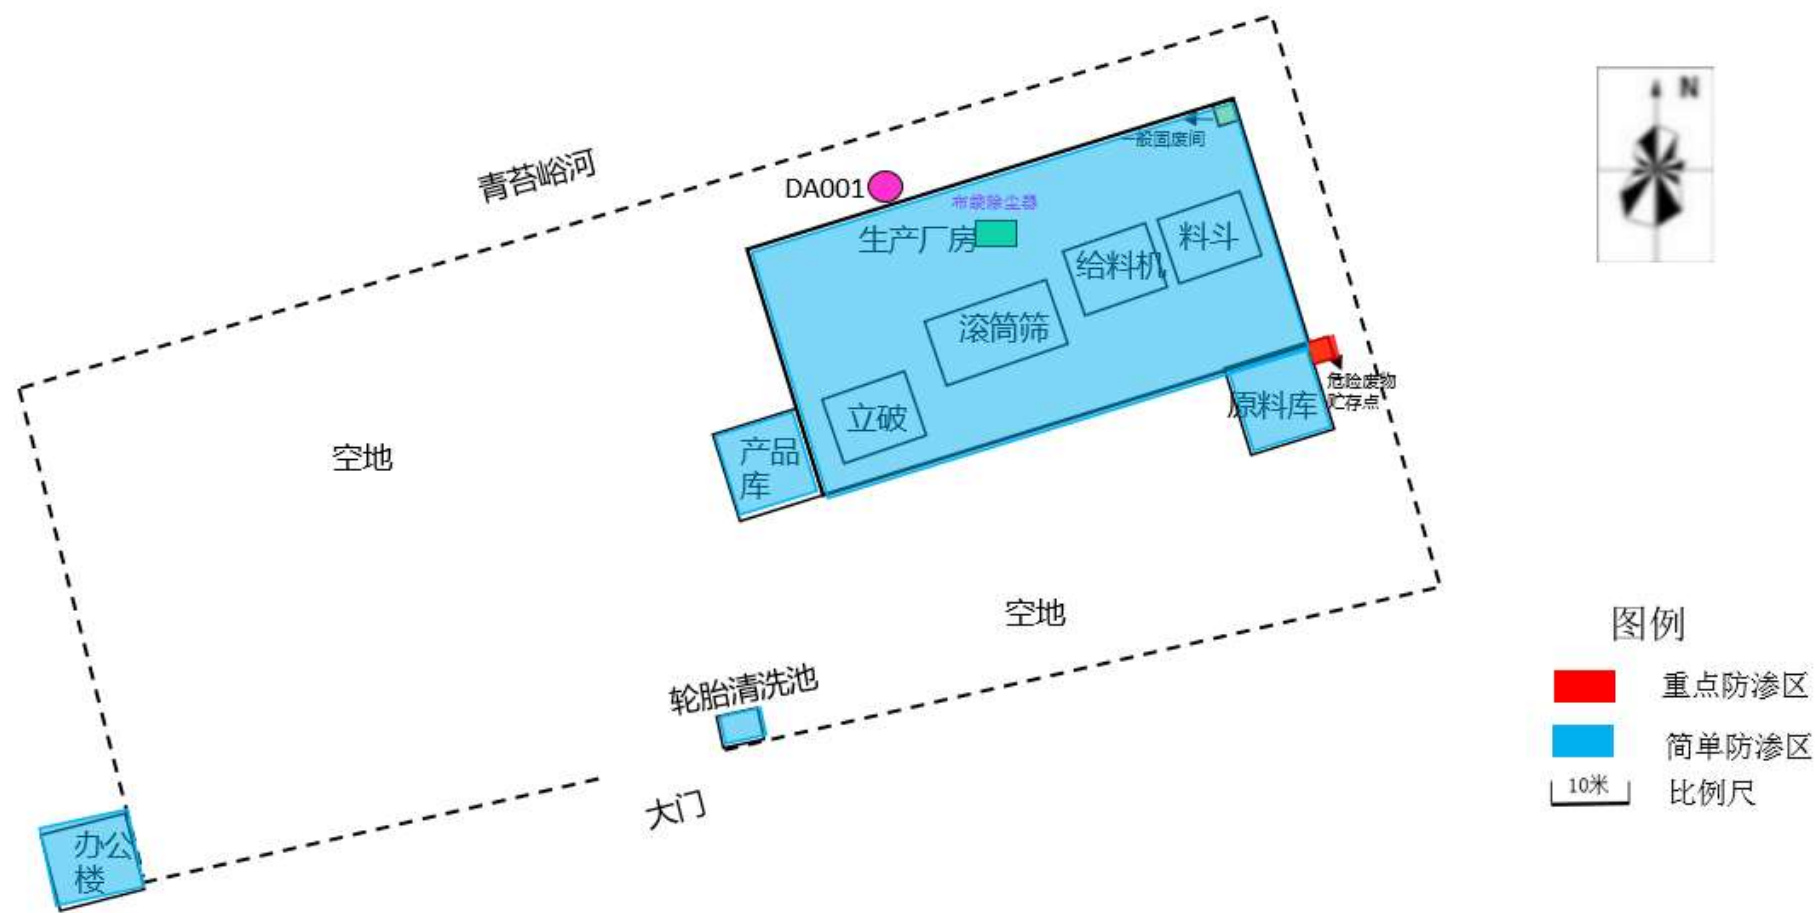 N
青苔峪河
一般固废间
DA001
布袋除尘器
生产厂房
料斗
给料机
滚筒筛
危险废物
贮存点
原料库
立破
产品
库
空地
空地
轮胎清洗池
大门
办公
楼
图例
重点防渗区
简单防渗区
10米
比例尺